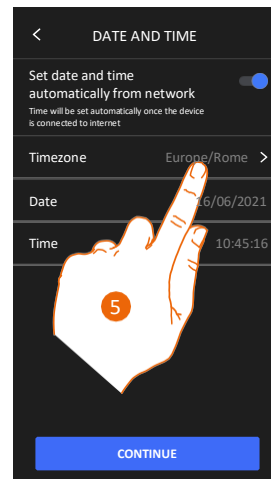 DATE AND TIME
Set date and time
automatically from network
Time will be set automatically once the device
is connected to internet
Timezone Europe/Rome
Date 6/06/2021
Time 10:45:16
5
CONTINUE